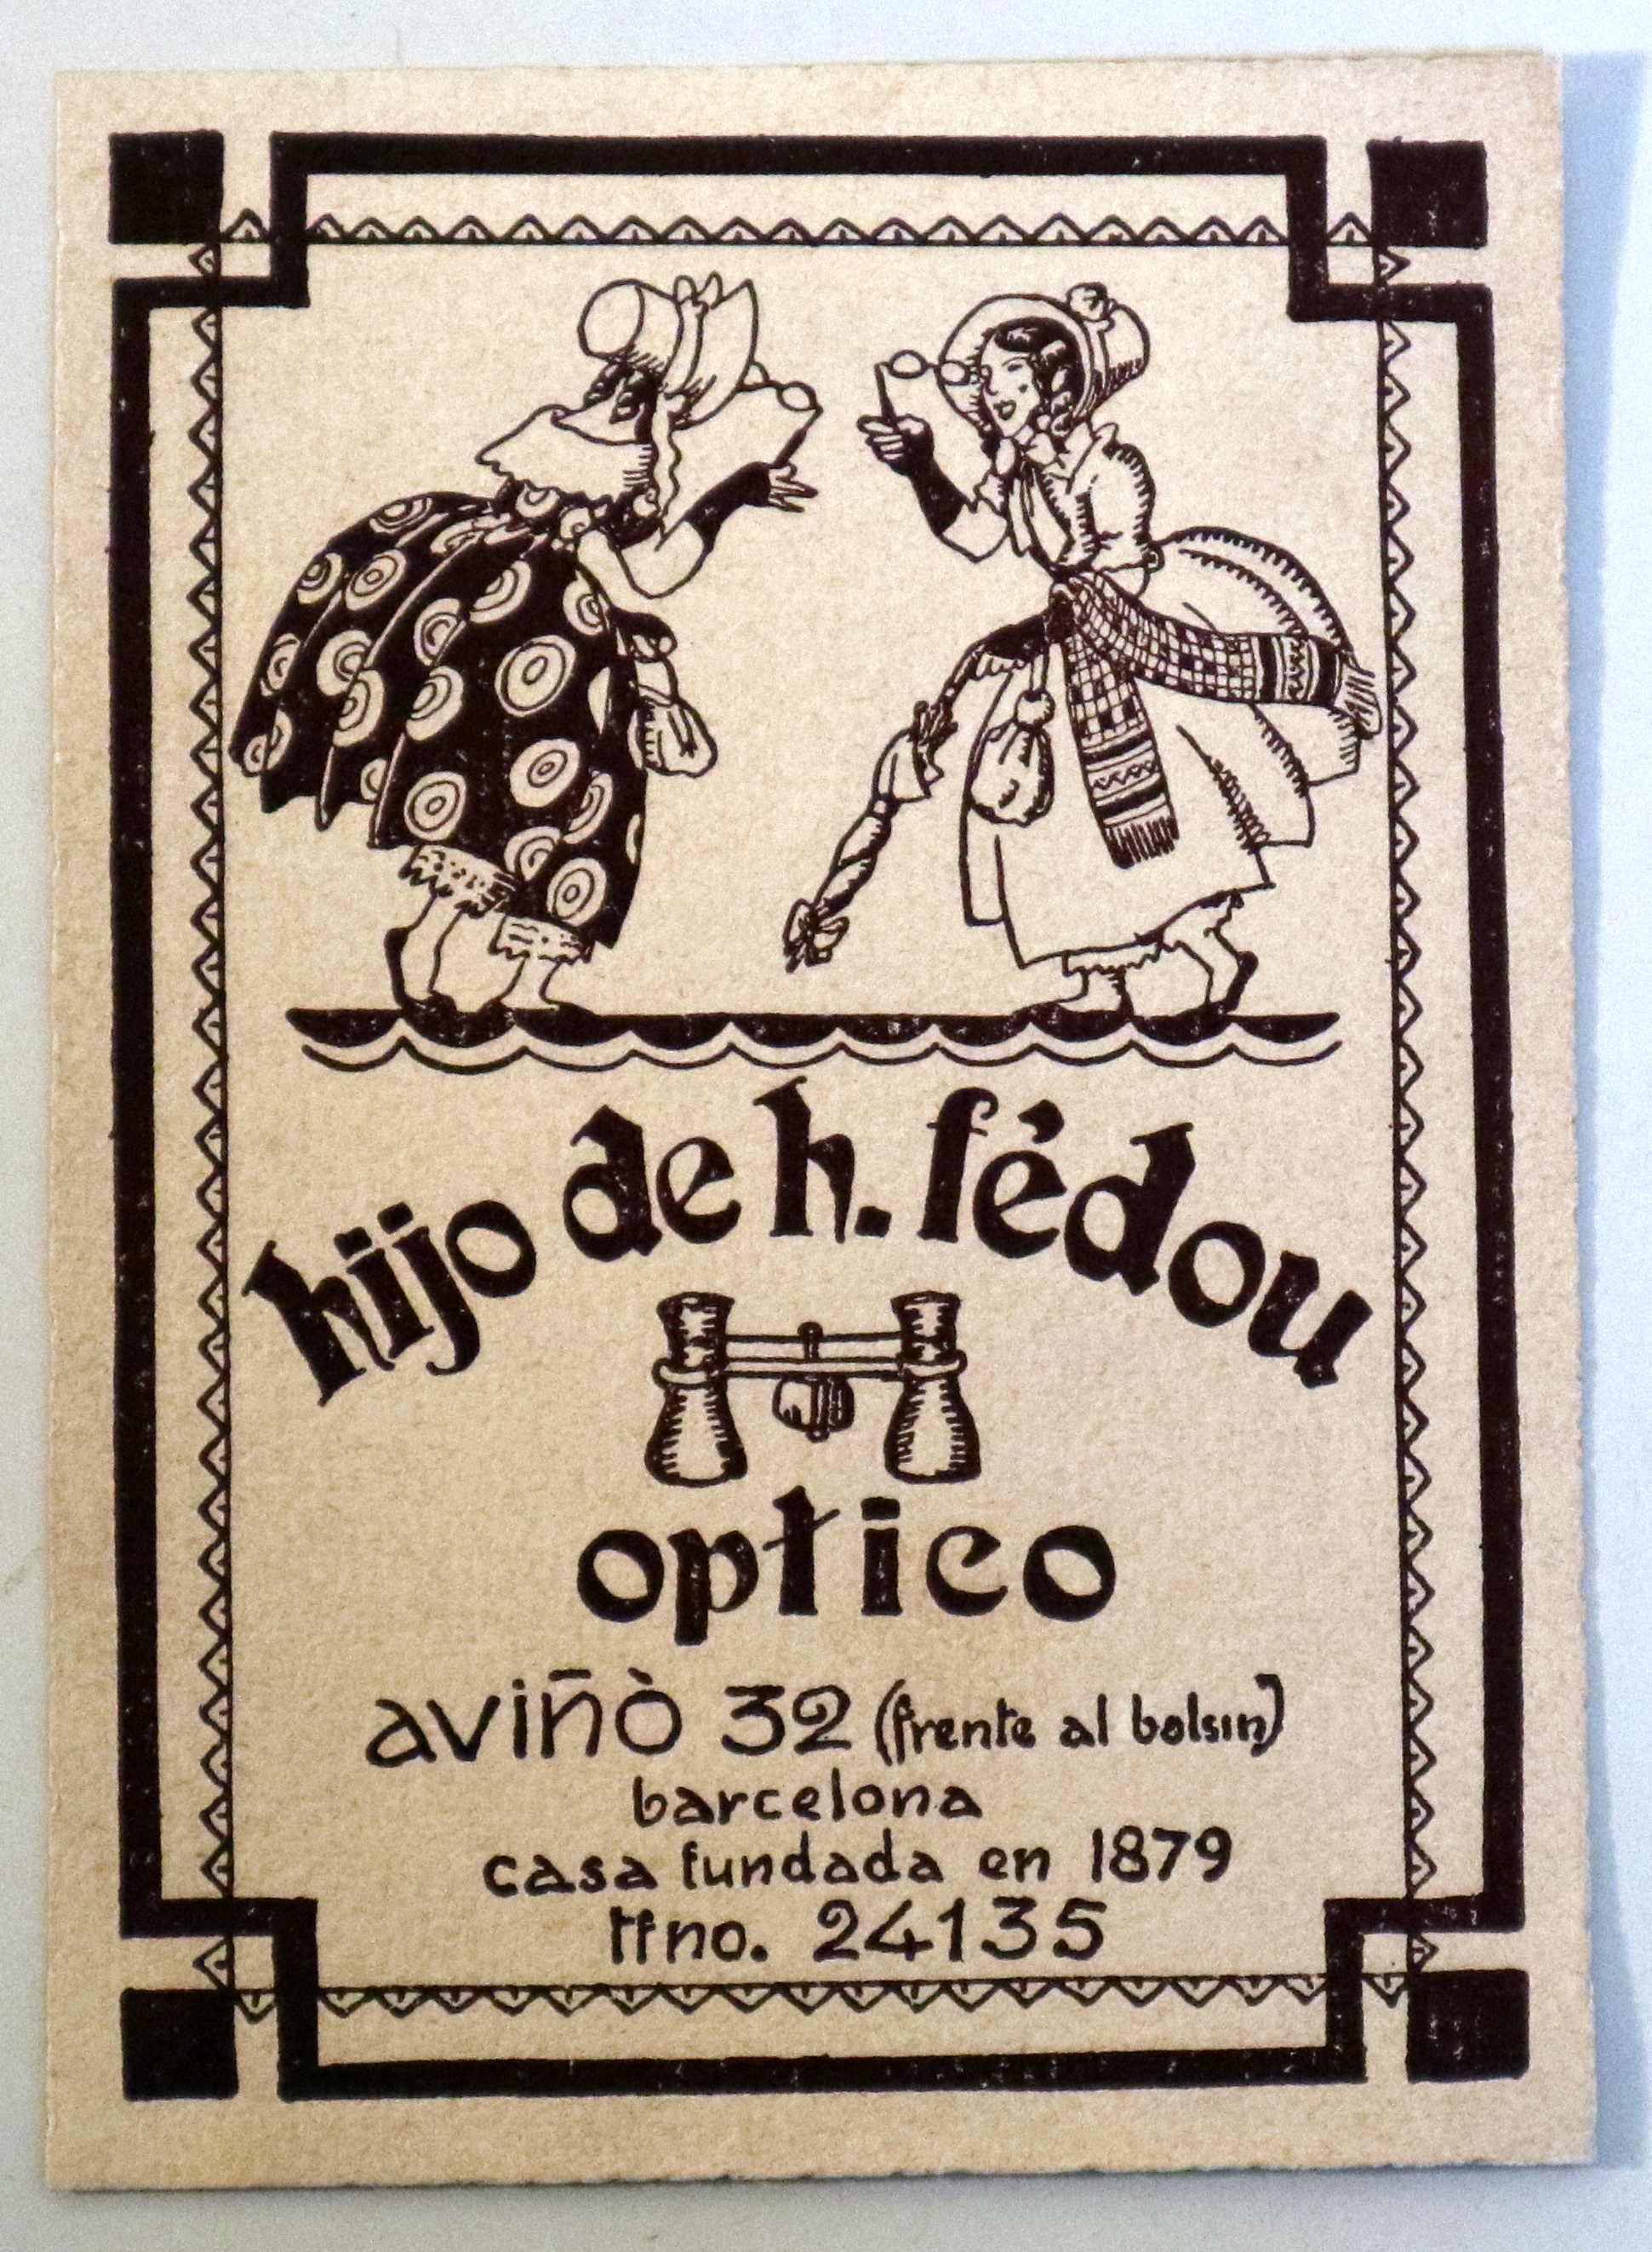 hijo de h. fédou
optico
aviñò 32 (frente al bolsin)
barcelona
casa fundada en 1879
tfno. 24135